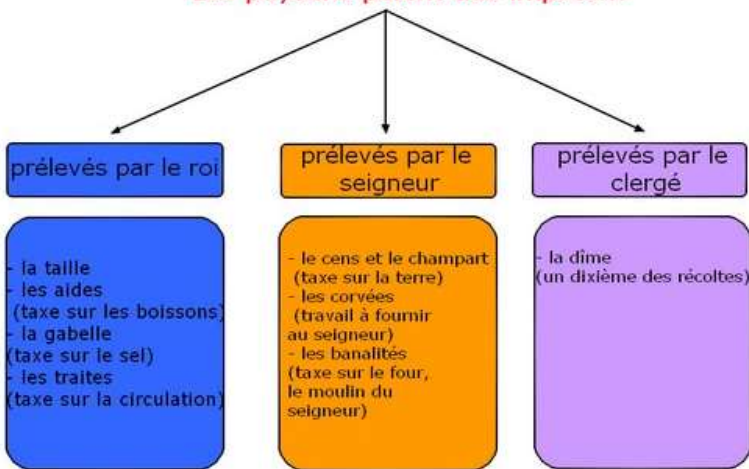 prélevés par le roi
prélevés par le
seigneur
prélevés par le
clergé
- la taille
- les aides
(taxe sur les boissons)
- la gabelle
(taxe sur le sel)
- les traites
(taxe sur la circulation)
- le cens et le champart
(taxe sur la terre)
- les corvées
(travail à fournir
au seigneur)
- les banalités
(taxe sur le four,
le moulin du
seigneur)
- la dîme
(un dixième des récoltes)